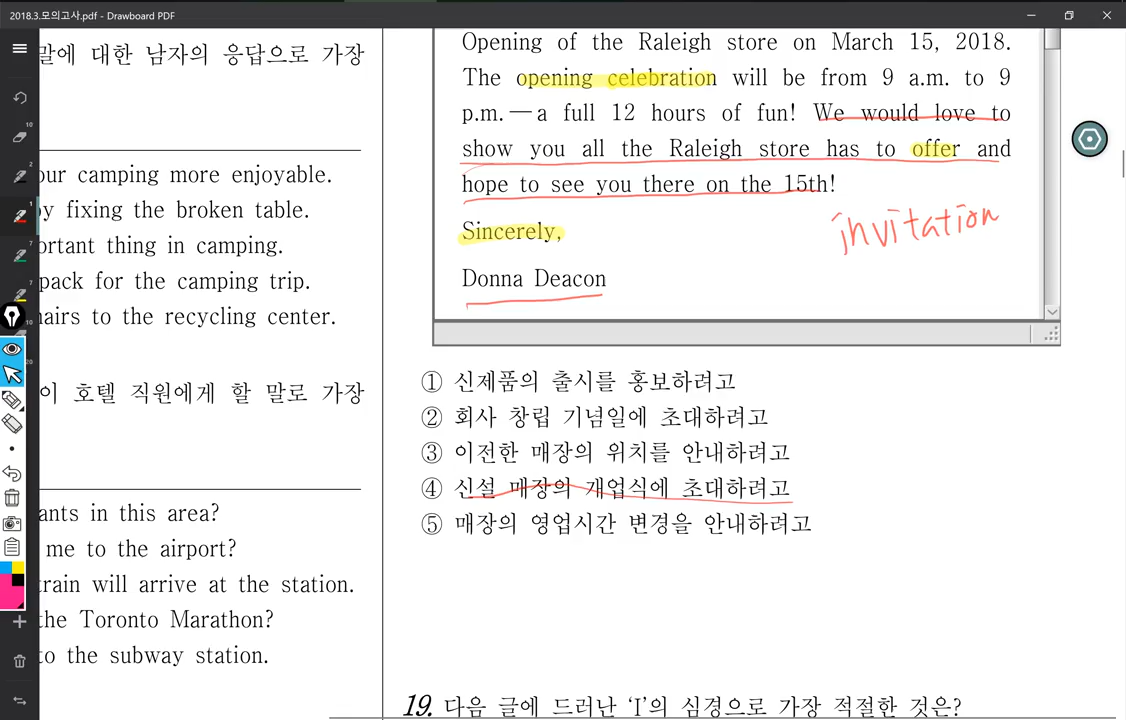 2018.3.모의고사.pdf - Drawboard PDF
말에 대한 남자의 응답으로 가장
our camping more enjoyable.
by fixing the broken table.
ortant thing in camping.
pack for the camping trip.
hairs to the recycling center.
이 호텔 직원에게 할 말로 가장
ants in this area?
me to the airport?
train will arrive at the station.
the Toronto Marathon?
to the subway station.
Opening of the Raleigh store on March 15, 2018.
The opening celebration will be from 9 a.m. to 9
p.m. — a full 12 hours of fun! We would love to
show you all the Raleigh store has to offer and
hope to see you there on the 15th!
Sincerely,
invitation
Donna Deacon
① 신제품의 출시를 홍보하려고
② 회사 창립 기념일에 초대하려고
③ 이전한 매장의 위치를 안내하려고
④ 신설 매장의 개업식에 초대하려고
⑤ 매장의 영업시간 변경을 안내하려고
19. 다음 글에 드러난 ‘I’의 심경으로 가장 적절한 것은?